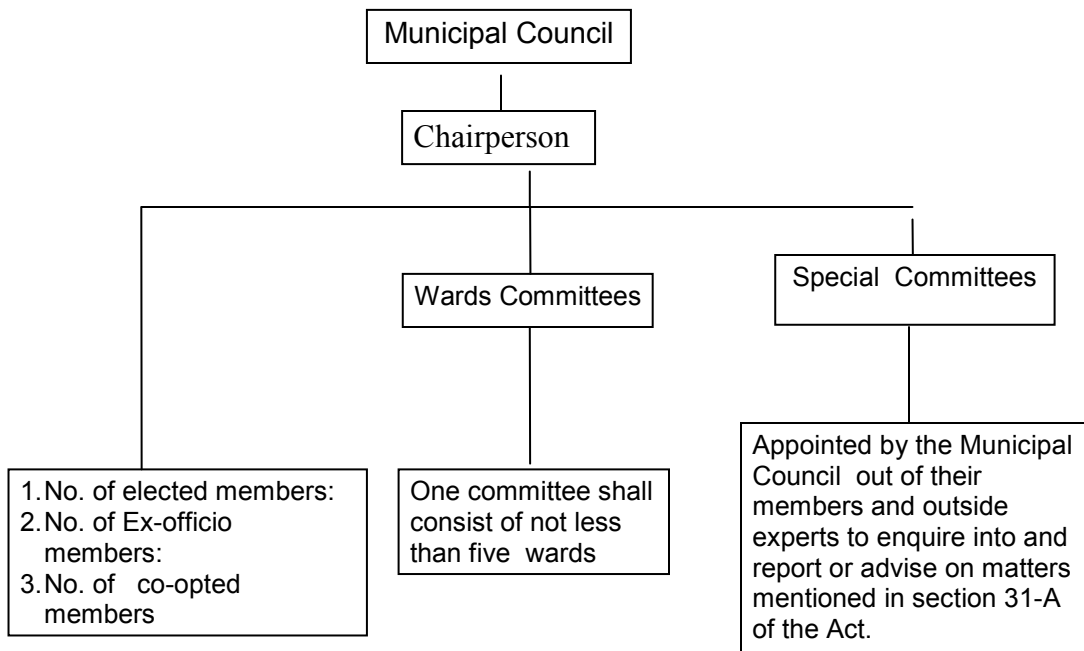 Municipal Council
Chairperson
Wards Committees
Special Committees
1.No. of elected members:
2.No. of Ex-officio
members:
3.No. of co-opted
members
One committee shall
consist of not less
than five wards
Appointed by the Municipal
Council out of their
members and outside
experts to enquire into and
report or advise on matters
mentioned in section 31-A
of the Act.